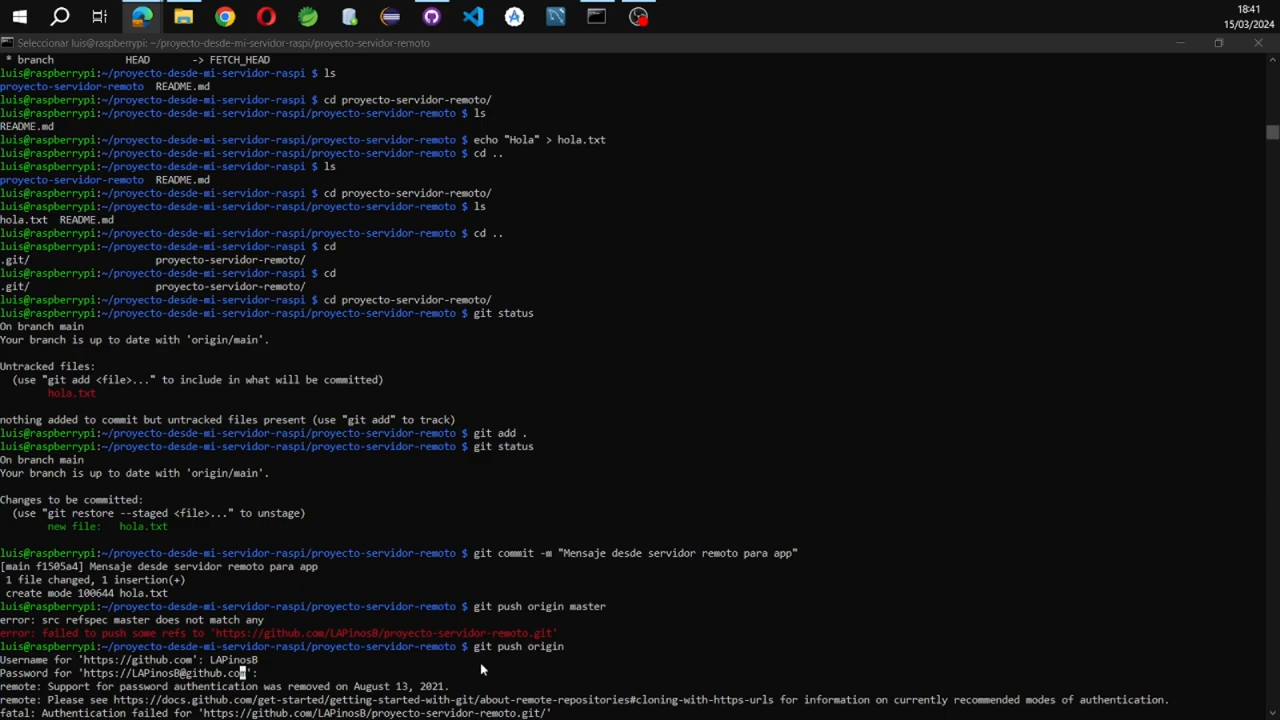 18:41
15/03/2024
Seleccionar luis@raspberrypi: ~/proyecto-desde-mi-servidor-raspi/proyecto-servidor-remoto
* branch            HEAD       -> FETCH_HEAD
luis@raspberrypi:~/proyecto-desde-mi-servidor-raspi $ ls
proyecto-servidor-remoto  README.md
luis@raspberrypi:~/proyecto-desde-mi-servidor-raspi $ cd proyecto-servidor-remoto/
luis@raspberrypi:~/proyecto-desde-mi-servidor-raspi/proyecto-servidor-remoto $ ls
README.md
luis@raspberrypi:~/proyecto-desde-mi-servidor-raspi/proyecto-servidor-remoto $ echo "Hola" > hola.txt
luis@raspberrypi:~/proyecto-desde-mi-servidor-raspi/proyecto-servidor-remoto $ cd ..
luis@raspberrypi:~/proyecto-desde-mi-servidor-raspi $ ls
proyecto-servidor-remoto  README.md
luis@raspberrypi:~/proyecto-desde-mi-servidor-raspi $ cd proyecto-servidor-remoto/
luis@raspberrypi:~/proyecto-desde-mi-servidor-raspi/proyecto-servidor-remoto $ ls
hola.txt  README.md
luis@raspberrypi:~/proyecto-desde-mi-servidor-raspi/proyecto-servidor-remoto $ cd ..
luis@raspberrypi:~/proyecto-desde-mi-servidor-raspi $ cd
.git/                     proyecto-servidor-remoto/
luis@raspberrypi:~/proyecto-desde-mi-servidor-raspi $ cd
.git/                     proyecto-servidor-remoto/
luis@raspberrypi:~/proyecto-desde-mi-servidor-raspi $ cd proyecto-servidor-remoto/
luis@raspberrypi:~/proyecto-desde-mi-servidor-raspi/proyecto-servidor-remoto $ git status
On branch main
Your branch is up to date with 'origin/main'.
Untracked files:
(use "git add <file>..." to include in what will be committed)
hola.txt
nothing added to commit but untracked files present (use "git add" to track)
luis@raspberrypi:~/proyecto-desde-mi-servidor-raspi/proyecto-servidor-remoto $ git add .
luis@raspberrypi:~/proyecto-desde-mi-servidor-raspi/proyecto-servidor-remoto $ git status
On branch main
Your branch is up to date with 'origin/main'.
Changes to be committed:
(use "git restore --staged <file>..." to unstage)
new file:   hola.txt
luis@raspberrypi:~/proyecto-desde-mi-servidor-raspi/proyecto-servidor-remoto $ git commit -m "Mensaje desde servidor remoto para app"
[main f1505a4] Mensaje desde servidor remoto para app
1 file changed, 1 insertion(+)
create mode 100644 hola.txt
luis@raspberrypi:~/proyecto-desde-mi-servidor-raspi/proyecto-servidor-remoto $ git push origin master
error: src refspec master does not match any
error: failed to push some refs to 'https://github.com/LAPinosB/proyecto-servidor-remoto.git'
luis@raspberrypi:~/proyecto-desde-mi-servidor-raspi/proyecto-servidor-remoto $ git push origin
Username for 'https://github.com': LAPinosB
Password for 'https://LAPinosB@github.com':
remote: Support for password authentication was removed on August 13, 2021.
remote: Please see https://docs.github.com/get-started/getting-started-with-git/about-remote-repositories#cloning-with-https-urls for information on currently recommended modes of authentication.
fatal: Authentication failed for 'https://github.com/LAPinosB/proyecto-servidor-remoto.git/'